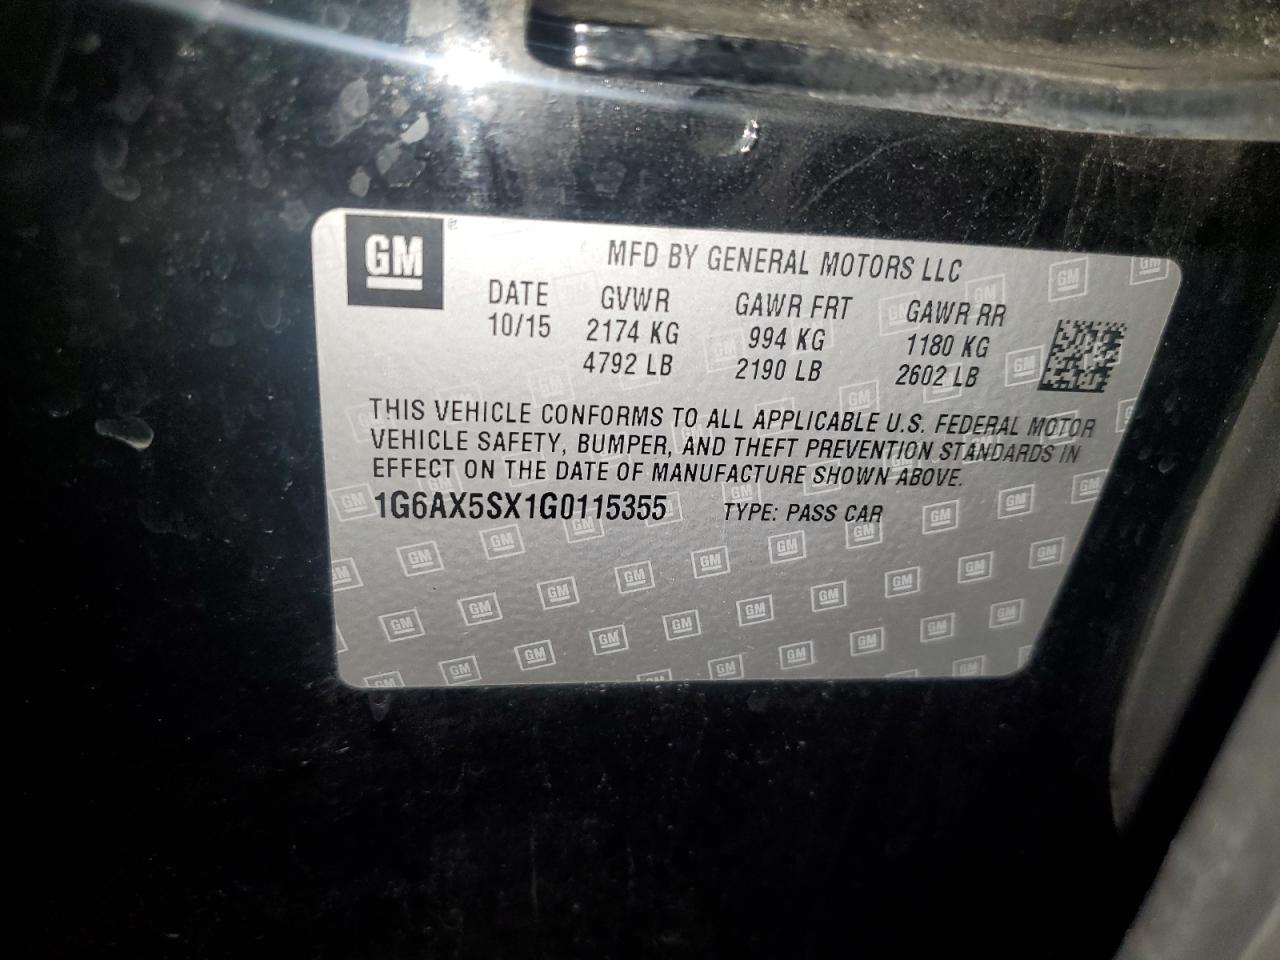 GM
MFD BY GENERAL MOTORS LLC
DATE GVWR GAWR FRT GAWR RR
10/15 2174 KG 994 KG 1180 KG
4792 LB 2190 LB 2602 LB
THIS VEHICLE CONFORMS TO ALL APPLICABLE U.S. FEDERAL MOTOR
VEHICLE SAFETY, BUMPER, AND THEFT PREVENTION STANDARDS IN
EFFECT ON THE DATE OF MANUFACTURE SHOWN ABOVE.
1G6AX5SX1G0115355 TYPE: PASS CAR